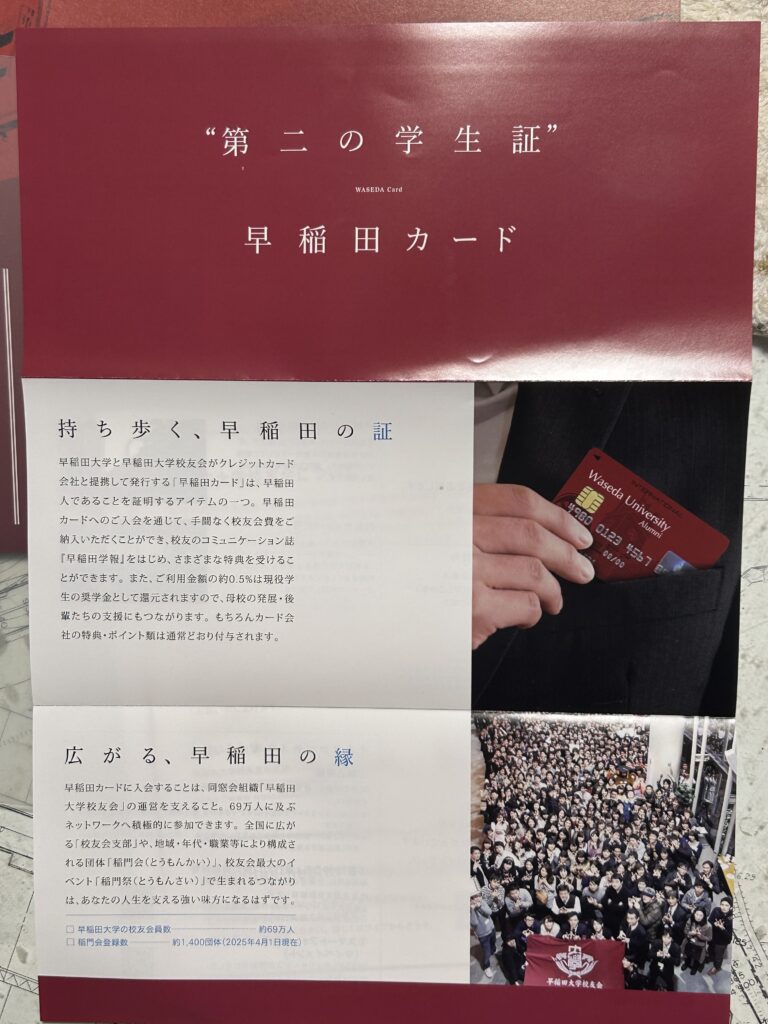 “第二の学生証”
WASEDA Card
早稲田カード
持ち歩く、早稲田の証
早稲田大学と早稲田大学校友会がクレジットカード
会社と提携して発行する「早稲田カード」は、早稲田
人であることを証明するアイテムの一つ。早稲田
カードへのご入会を通じて、手間なく校友会費をご
納入いただくことができ、校友のコミュニケーション誌
『早稲田学報』をはじめ、さまざまな特典を受けるこ
とができます。また、ご利用金額の約0.5%は現役学
生の奨学金として還元されますので、母校の発展・後
輩たちの支援にもつながります。もちろんカード会
社の特典・ポイント類は通常どおり付与されます。
INTERNATIONAL
Waseda University
Alumni
4980 0123 4567
00/00
広がる、早稲田の縁
早稲田カードに入会することは、同窓会組織「早稲田
大学校友会」の運営を支えること。69万人に及ぶ
ネットワークへ積極的に参加できます。全国に広が
る「校友会支部」や、地域・年代・職業等により構成さ
れる団体「稲門会(とうもんかい)」、校友会最大のイ
ベント「稲門祭(とうもんさい)」で生まれるつながり
は、あなたの人生を支える強い味方になるはずです。
□ 早稲田大学の校友会員数 約69万人
□ 稲門会登録数 約1,400団体(2025年4月1日現在)
早稲田大学校友会